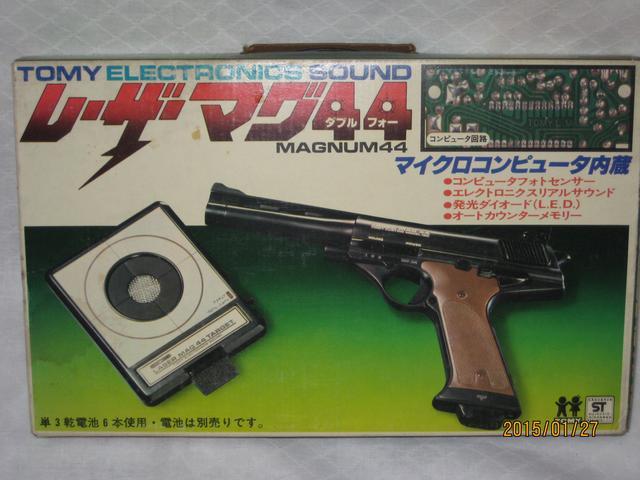 TOMY ELECTRONICS SOUND
レーザーマグ44
ダブル フォー
MAGNUM44
コンピュータ回路
マイクロコンピュータ内蔵
●コンピュータフォトセンサー
●エレクトロニクスリアルサウンド
●発光ダイオード(L.E.D.)
●オートカウンターメモリー
LASER MAG 44 TARGET
単3乾電池6本使用・電池は別売りです。
TOMY
ST
2015/01/27